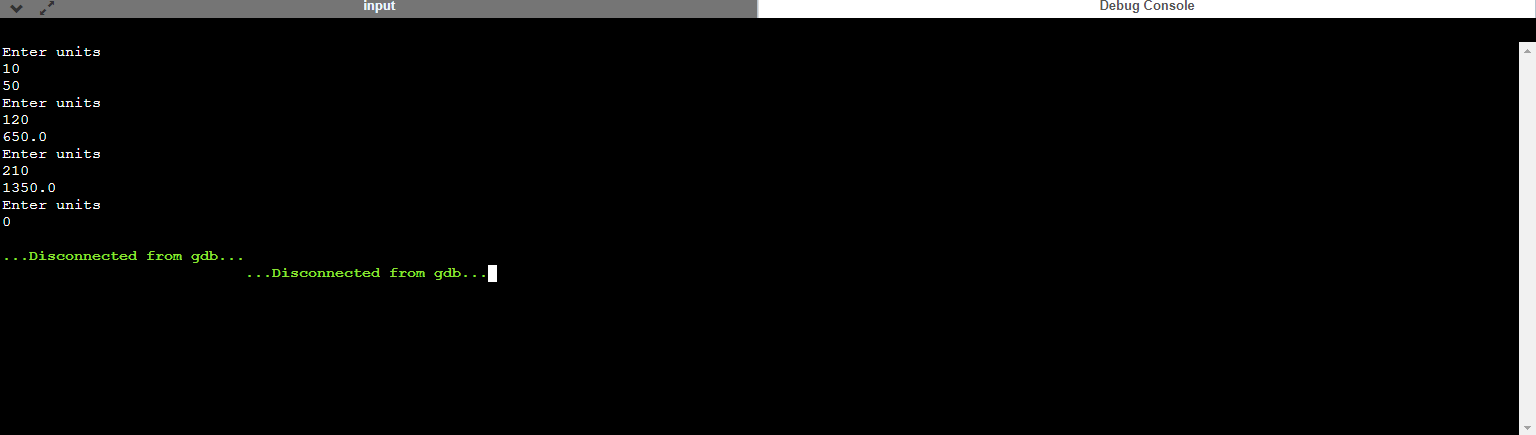 input
Debug Console
Enter units
10
50
Enter units
120
650.0
Enter units
210
1350.0
Enter units
0
...Disconnected from gdb...
...Disconnected from gdb...